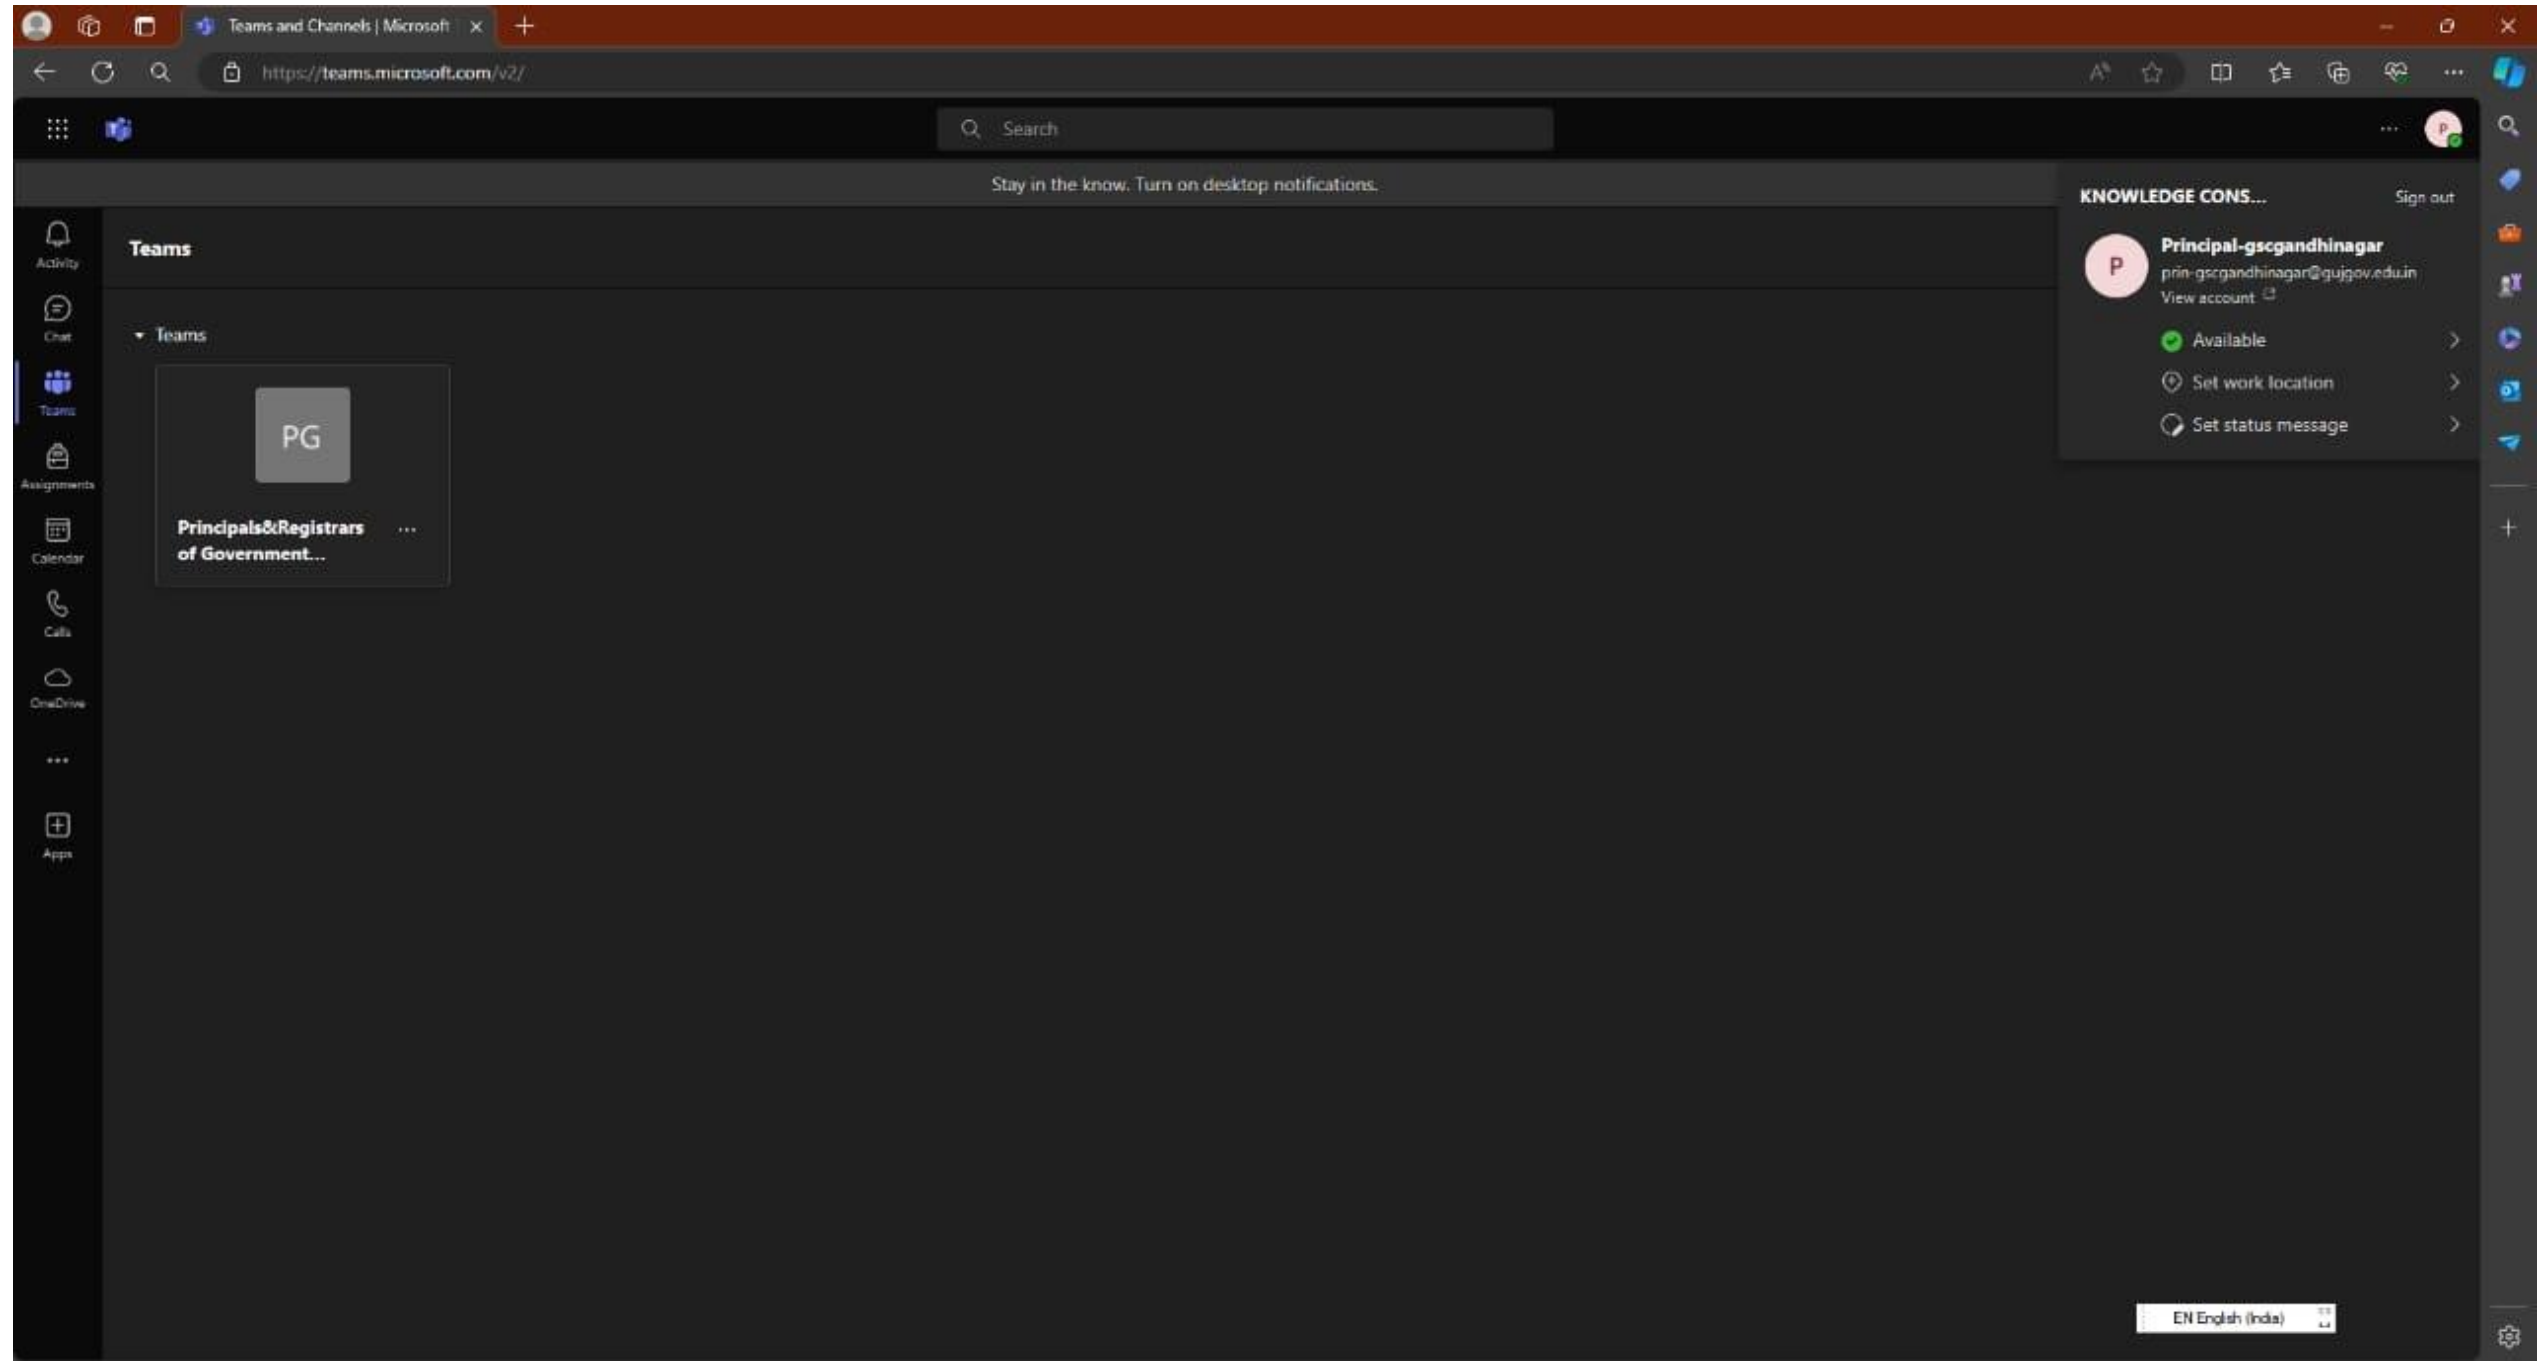 Teams and Channels | Microsoft
https://teams.microsoft.com/v2/
Search
P
Stay in the know. Turn on desktop notifications.
KNOWLEDGE CONS...
Sign out
P
Principal-gscgandhinagar
prin-gscgandhinagar@gujgov.edu.in
View account
Available
Set work location
Set status message
Activity
Chat
Teams
Assignments
Calendar
Calls
OneDrive
Apps
Teams
Teams
PG
Principals&Registrars
of Government...
EN English (India)